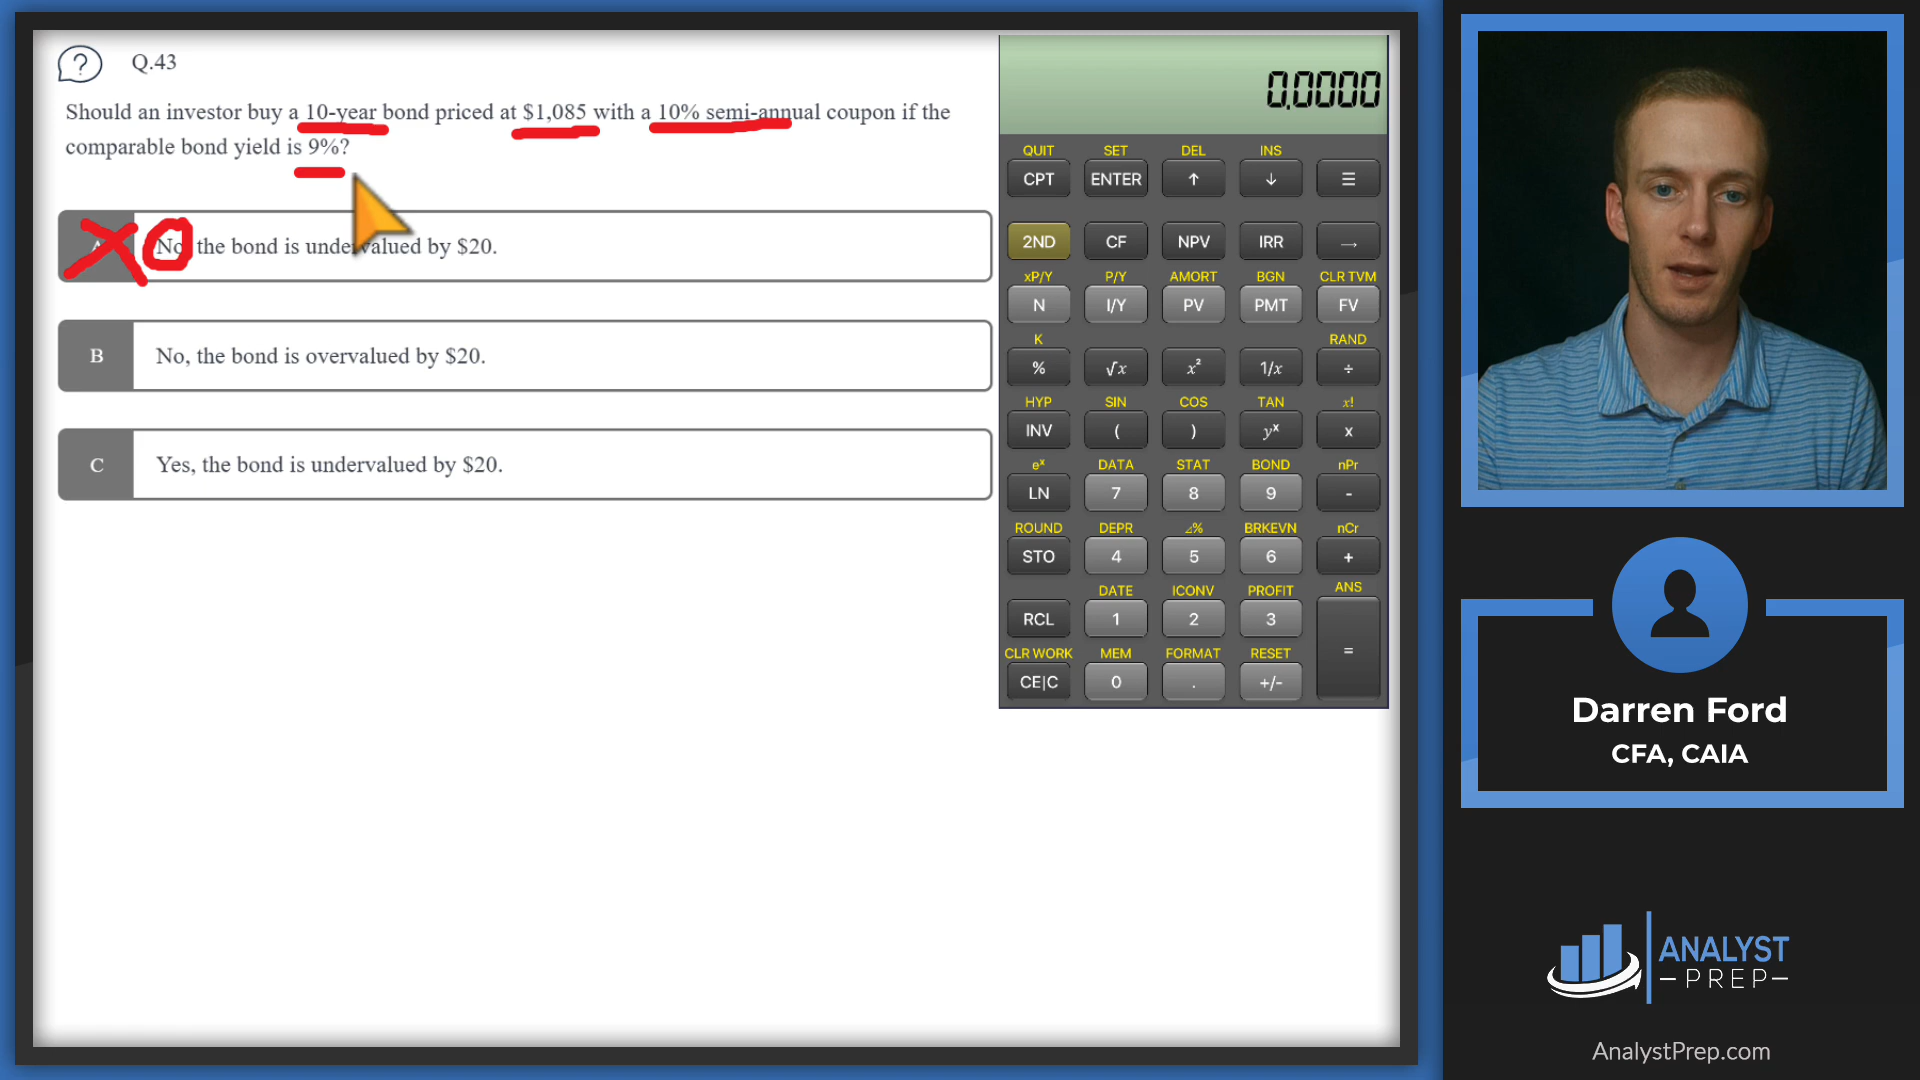 ?
Q.43
Should an investor buy a 10-year bond priced at $1,085 with a 10% semi-annual coupon if the
comparable bond yield is 9%?
A
No, the bond is undervalued by $20.
B
No, the bond is overvalued by $20.
C
Yes, the bond is undervalued by $20.
0.0000
QUIT SET DEL INS
CPT ENTER ↑ ↓ ☰
2ND CF NPV IRR →
xP/Y P/Y AMORT BGN CLR TVM
N I/Y PV PMT FV
K RAND
% √x x² 1/x ÷
HYP SIN COS TAN x!
INV ( ) yˣ x
eˣ DATA STAT BOND nPr
LN 7 8 9 -
ROUND DEPR ⊿% BRKEVN nCr
STO 4 5 6 +
DATE ICONV PROFIT ANS
RCL 1 2 3 =
CLR WORK MEM FORMAT RESET
CE|C 0 . +/-
Darren Ford
CFA, CAIA
ANALYST
PREP
AnalystPrep.com